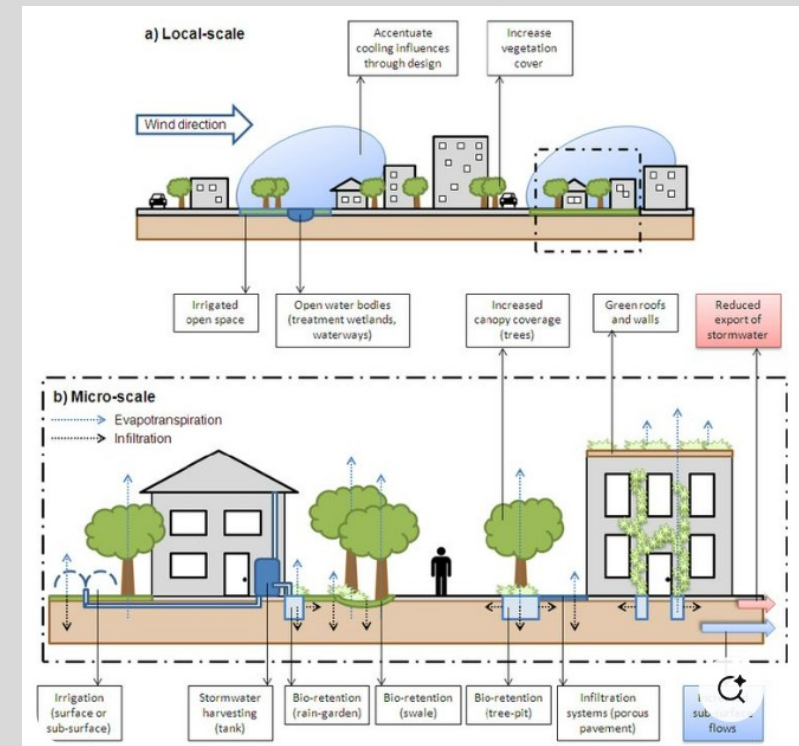 a) Local-scale
Accentuate
cooling influences
through design
Increase
vegetation
cover
Wind direction
Irrigated
open space
Open water bodies
(treatment wetlands,
waterways)
Increased
canopy coverage
(trees)
Green roofs
and walls
Reduced
export of
stormwater
b) Micro-scale
Evapotranspiration
Infiltration
Irrigation
(surface or
sub-surface)
Stormwater
harvesting
(tank)
Bio-retention
(rain-garden)
Bio-retention
(swale)
Bio-retention
(tree-pit)
Infiltration
systems (porous
pavement)
flows